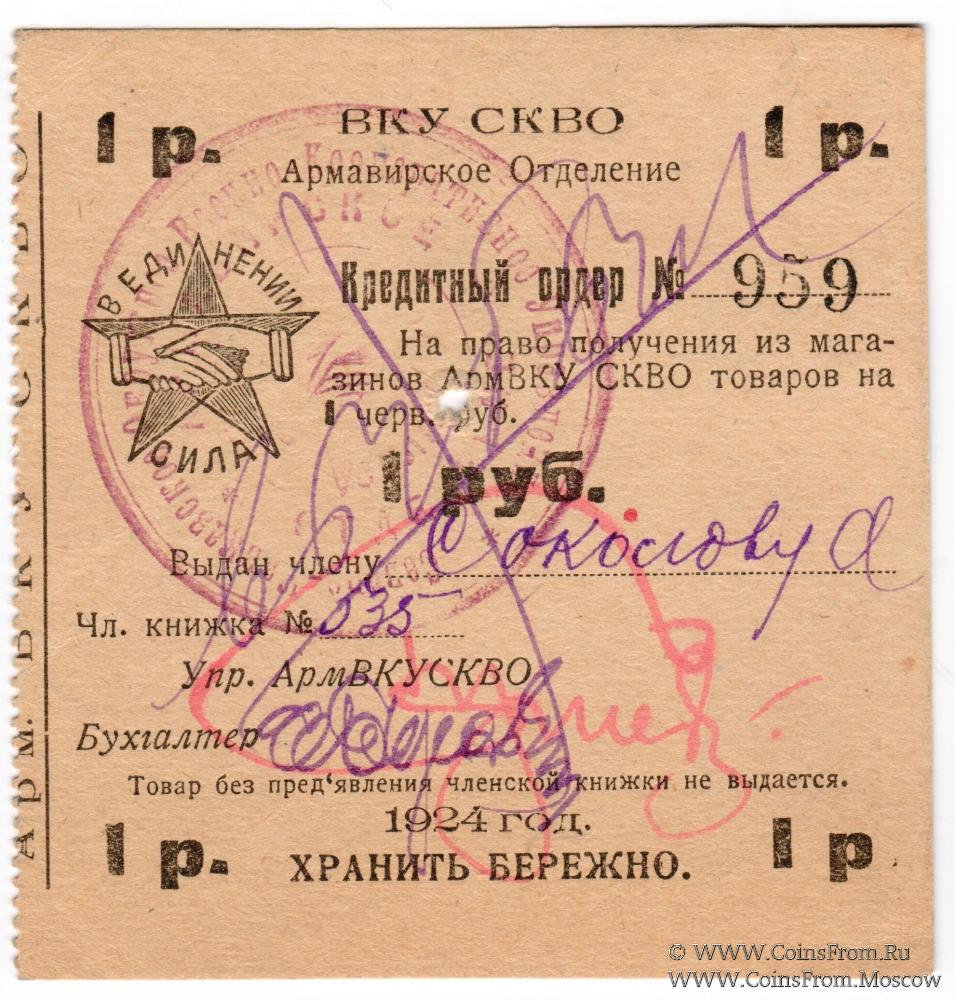 1 р. ВКУ СКВО 1 р.
Армавирское Отделение
В ЕДИНЕНИИ
СИЛА
Кредитный ордер № 959
На право получения из мага-
зинов АрмВКУ СКВО товаров на
1 черв. руб.
1 руб.
Выдан члену Соколову А
Чл. книжка № 535
Упр. АрмВКУСКВО
Бухгалтер
Товар без пред‘явления членской книжки не выдается.
1924 год.
1 р. ХРАНИТЬ БЕРЕЖНО. 1 р
Арм. ВКУ СКВО
© WWW.CoinsFrom.Ru
WWW.CoinsFrom.Moscow